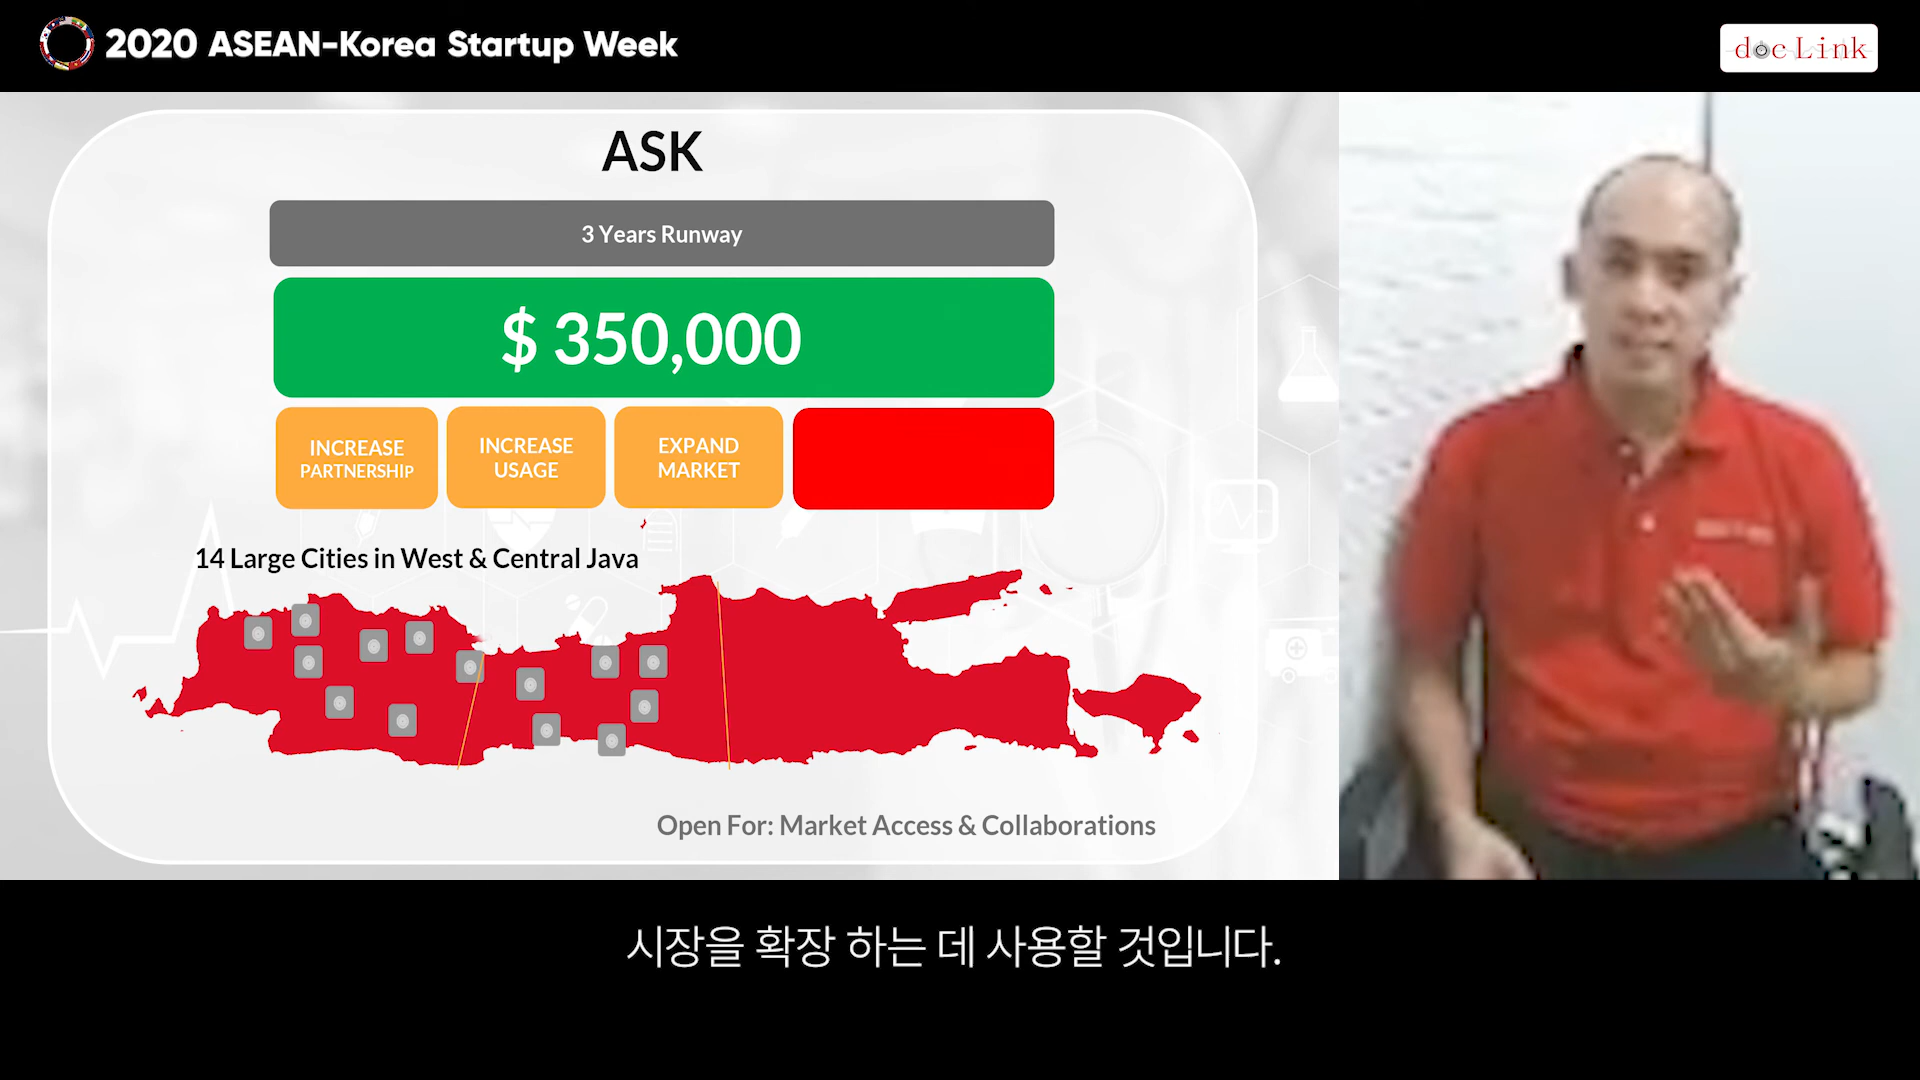 2020 ASEAN-Korea Startup Week
doc Link
ASK
3 Years Runway
$ 350,000
INCREASE
PARTNERSHIP
INCREASE
USAGE
EXPAND
MARKET
14 Large Cities in West & Central Java
Open For: Market Access & Collaborations
시장을 확장 하는 데 사용할 것입니다.